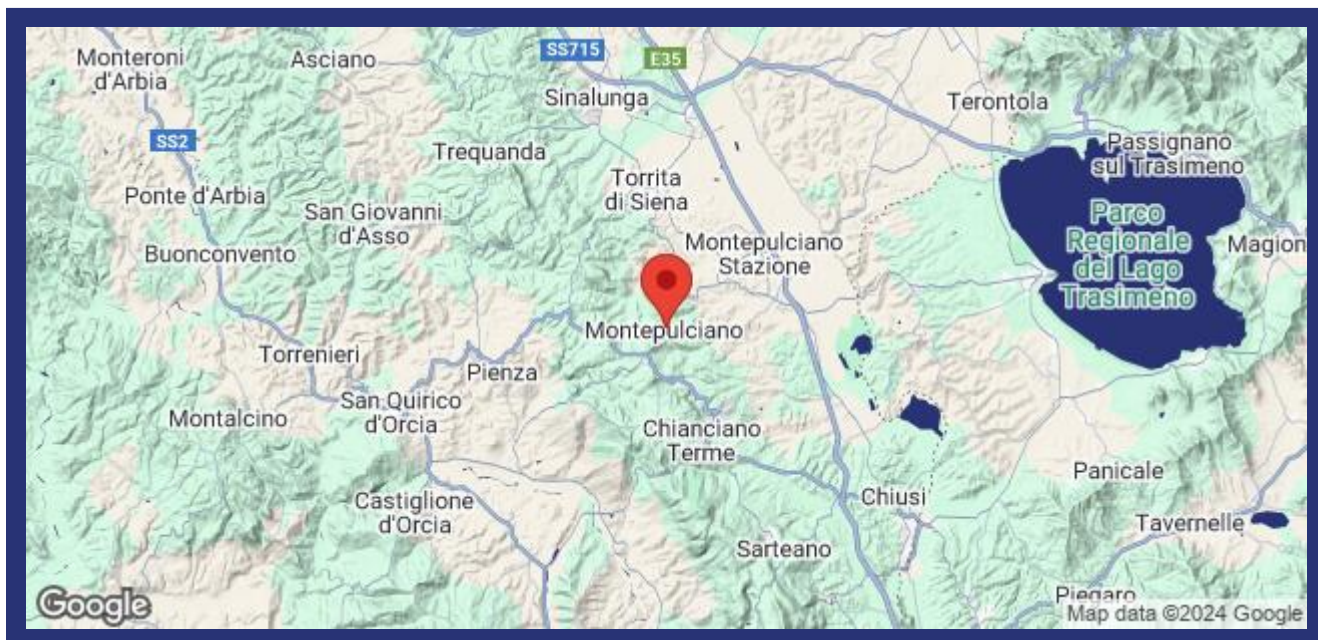 Monteroni
d'Arbia
Asciano
SS715
E35
Sinalunga
Terontola
SS2
Trequanda
Passignano
sul Trasimeno
Ponte d'Arbia
Torrita
di Siena
San Giovanni
d'Asso
Parco
Regionale
del Lago
Trasimeno
Buonconvento
Montepulciano
Stazione
Magion
Montepulciano
Torrenieri
Pienza
Montalcino
San Quirico
d'Orcia
Chianciano
Terme
Panicale
Castiglione
d'Orcia
Chiusi
Tavernelle
Sarteano
Piegaro
Google
Map data ©2024 Google